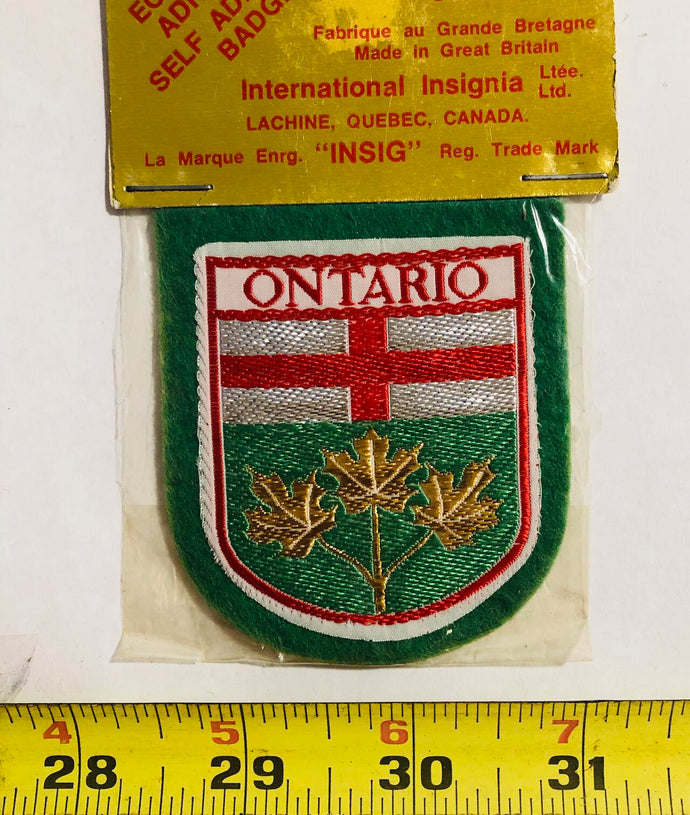 SELF
BADG
Fabrique au Grande Bretagne
Made in Great Britain
International Insignia Ltée. Ltd.
LACHINE, QUEBEC, CANADA.
La Marque Enrg. "INSIG" Reg. Trade Mark
ONTARIO
4 5 6 7
28 29 30 31